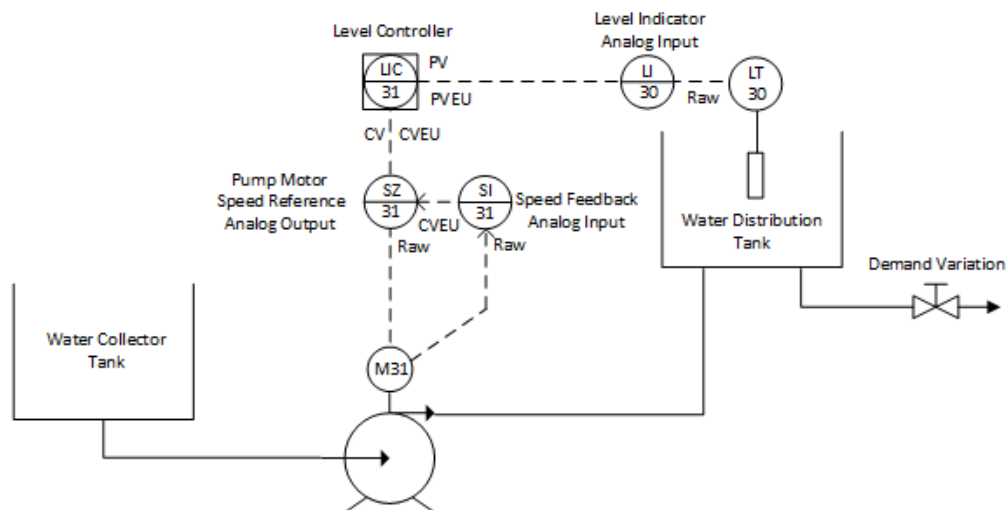 Level Indicator
Analog Input
Level Controller
LIC
31
PV
PVEU
LI
30
Raw
LT
30
CV CVEU
Pump Motor
Speed Reference
Analog Output
SZ
31
CVEU
SI
31
Speed Feedback
Analog Input
Raw
Raw
Water Distribution
Tank
Demand Variation
Water Collector
Tank
M31